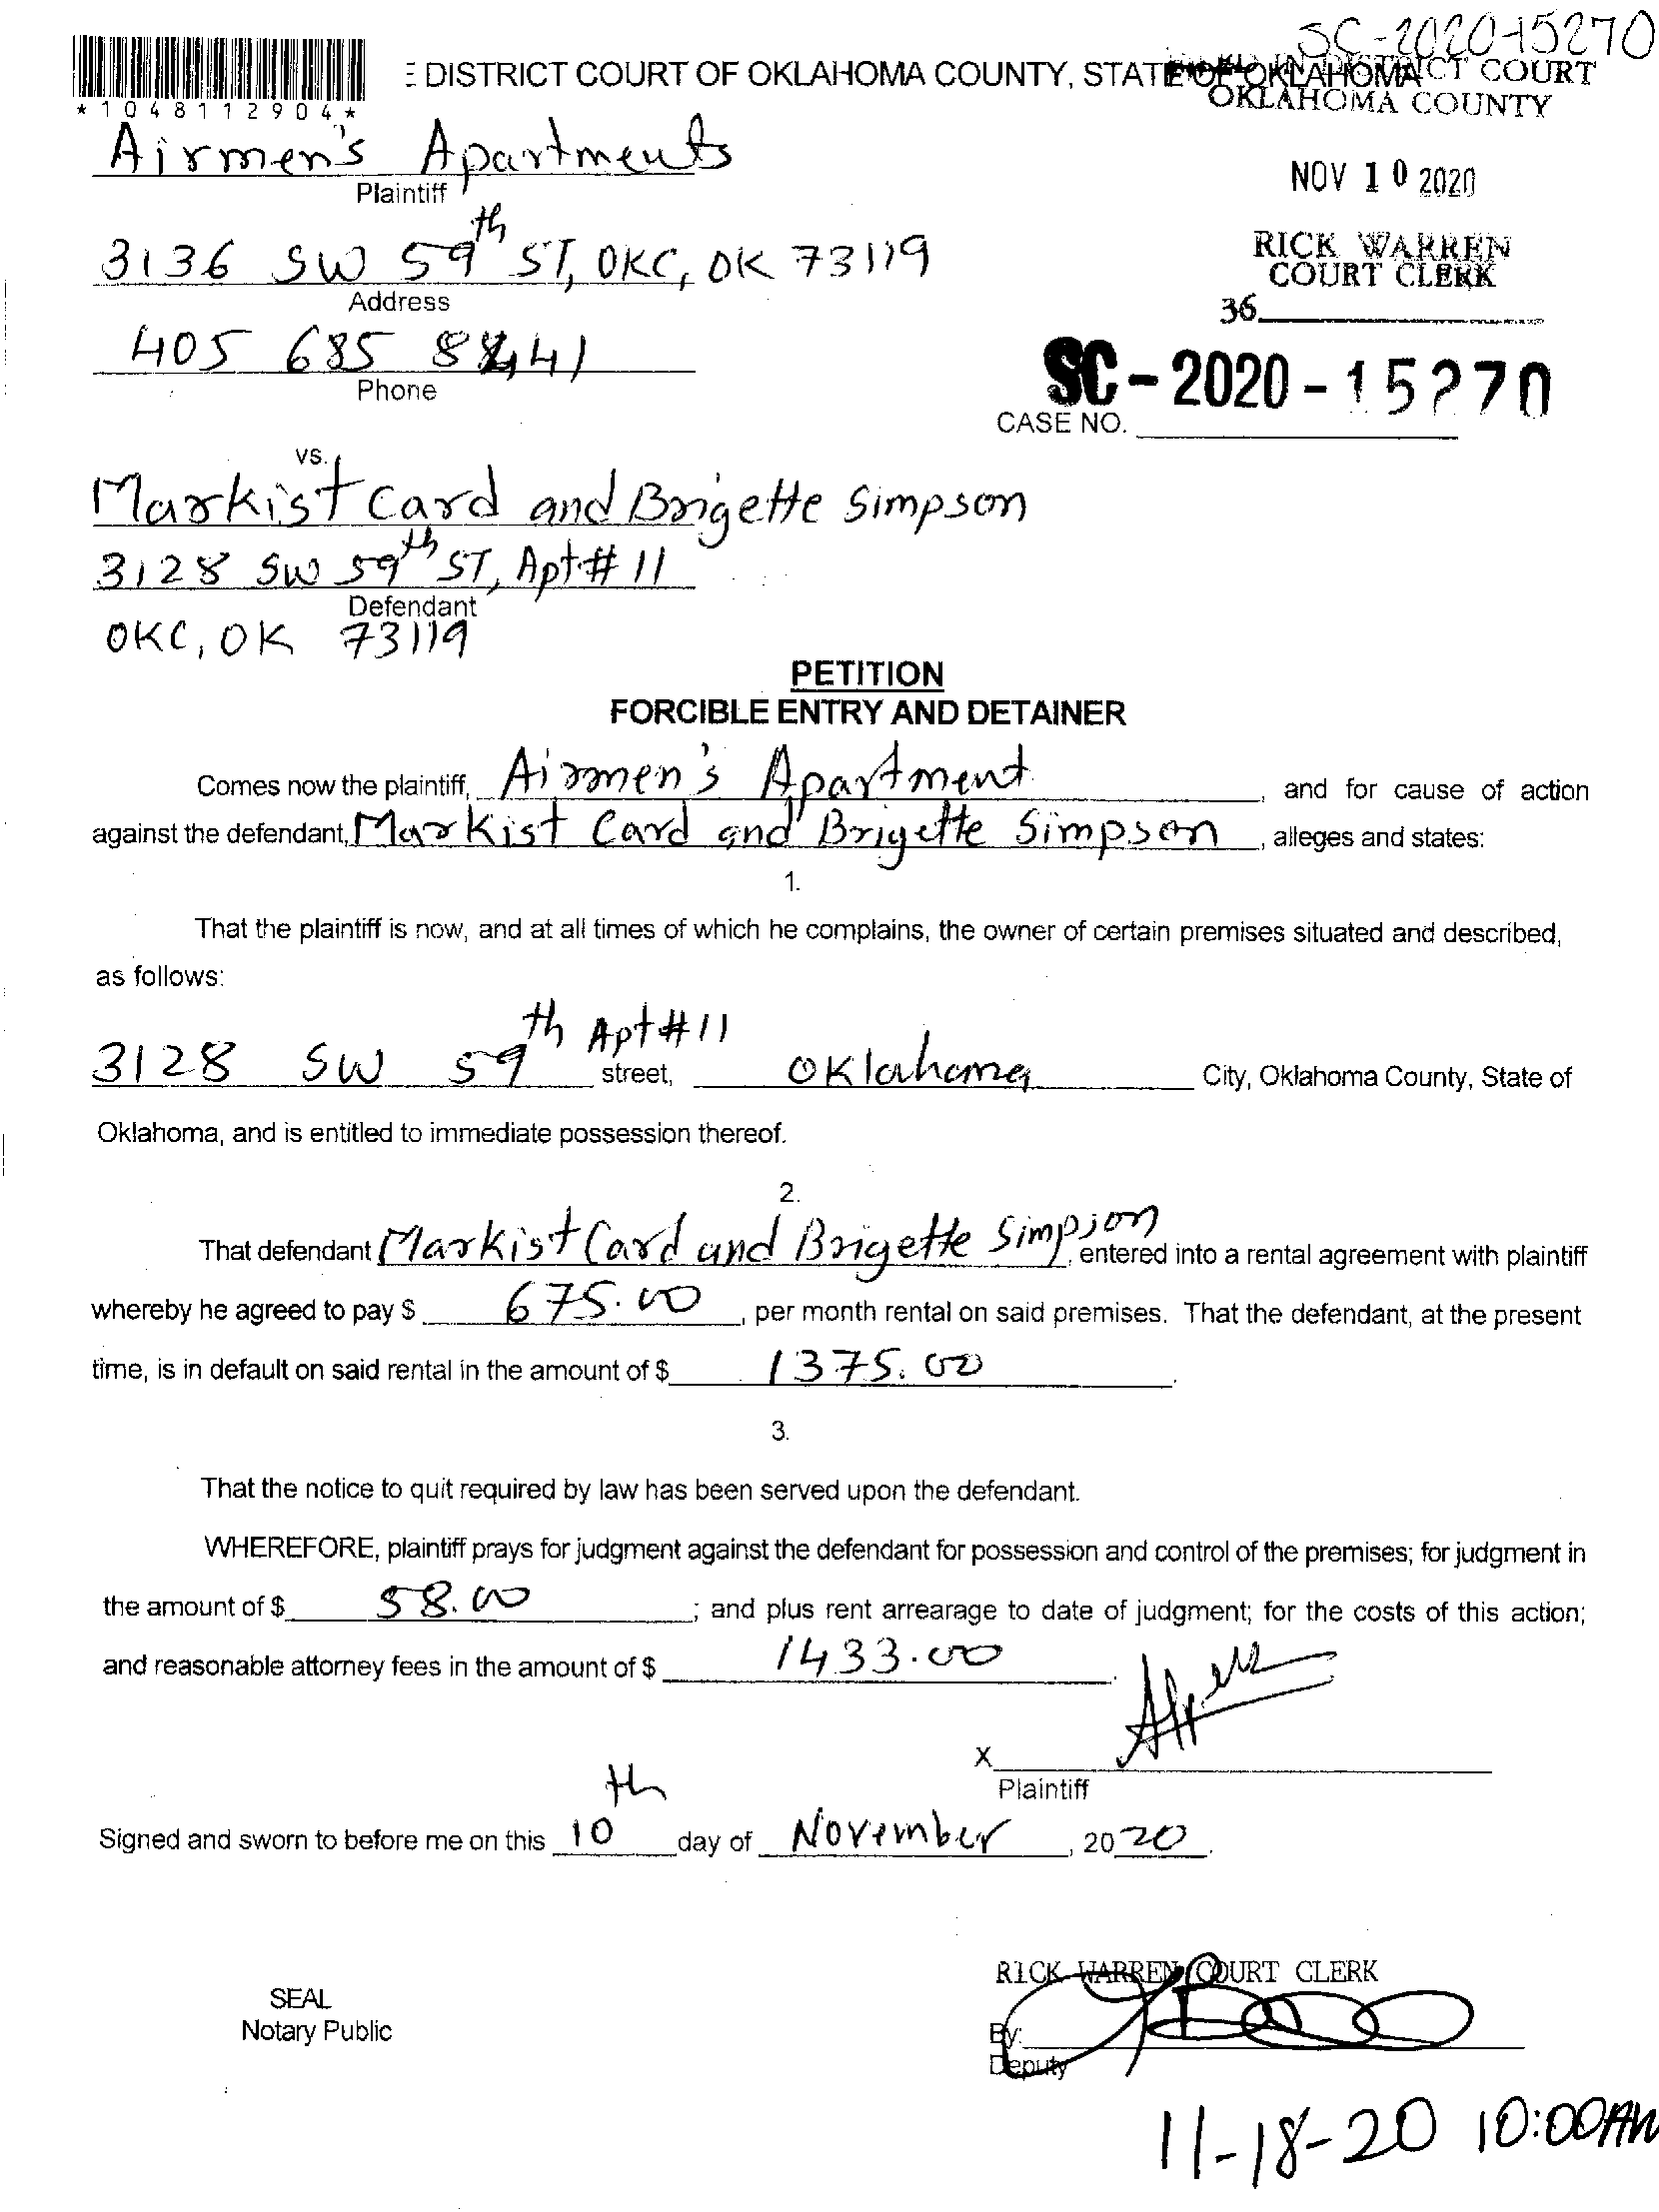 SC-2020-15270
E DISTRICT COURT OF OKLAHOMA COUNTY, STATE OF OKLAHOMA
DISTRICT COURT
OKLAHOMA COUNTY
*1048112904*
Airmen's Apartments
Plaintiff
NOV 10 2020
3136 SW 59th ST, OKC, OK 73119
Address
RICK WARREN
COURT CLERK
36
405 685 8441
Phone
SC-2020-15270
CASE NO.
vs.
Markist Card and Brigette Simpson
3128 SW 59th ST, Apt # 11
Defendant
OKC, OK 73119
PETITION
FORCIBLE ENTRY AND DETAINER
Comes now the plaintiff, Airmen's Apartment, and for cause of action
against the defendant, Markist Card and Brigette Simpson, alleges and states:
1.
That the plaintiff is now, and at all times of which he complains, the owner of certain premises situated and described,
as follows:
3128 SW 59th Apt # 11 street, Oklahoma City, Oklahoma County, State of
Oklahoma, and is entitled to immediate possession thereof.
2.
That defendant Markist Card and Brigette Simpson, entered into a rental agreement with plaintiff
whereby he agreed to pay $ 675.00, per month rental on said premises. That the defendant, at the present
time, is in default on said rental in the amount of $ 1375.00.
3.
That the notice to quit required by law has been served upon the defendant.
WHEREFORE, plaintiff prays for judgment against the defendant for possession and control of the premises; for judgment in
the amount of $ 58.00; and plus rent arrearage to date of judgment; for the costs of this action;
and reasonable attorney fees in the amount of $ 1433.00.
X
Plaintiff
Signed and sworn to before me on this 10th day of November, 2020.
RICK WARREN COURT CLERK
SEAL
Notary Public
By:
Deputy
11-18-20 10:00AM